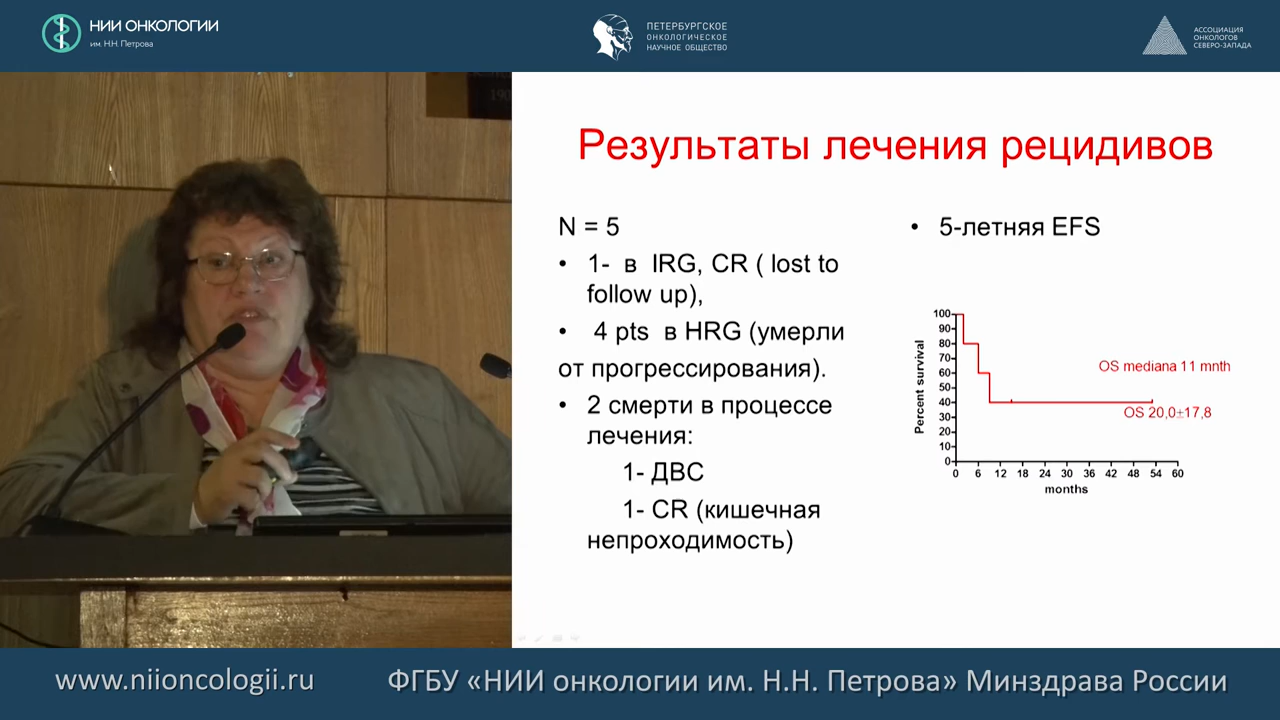 НИИ ОНКОЛОГИИ
им. Н.Н. Петрова
ПЕТЕРБУРГСКОЕ
ОНКОЛОГИЧЕСКОЕ
НАУЧНОЕ ОБЩЕСТВО
АССОЦИАЦИЯ
ОНКОЛОГОВ
СЕВЕРО-ЗАПАДА
Результаты лечения рецидивов
N = 5
• 1- в IRG, CR ( lost to
follow up),
• 4 pts в HRG (умерли
от прогрессирования).
• 2 смерти в процессе
лечения:
1- ДВС
1- CR (кишечная
непроходимость)
• 5-летняя EFS
Percent survival
100
90
80
70
60
50
40
30
20
10
0
OS mediana 11 mnth
OS 20,0±17,8
0 6 12 18 24 30 36 42 48 54 60
months
www.niioncologii.ru
ФГБУ «НИИ онкологии им. Н.Н. Петрова» Минздрава России